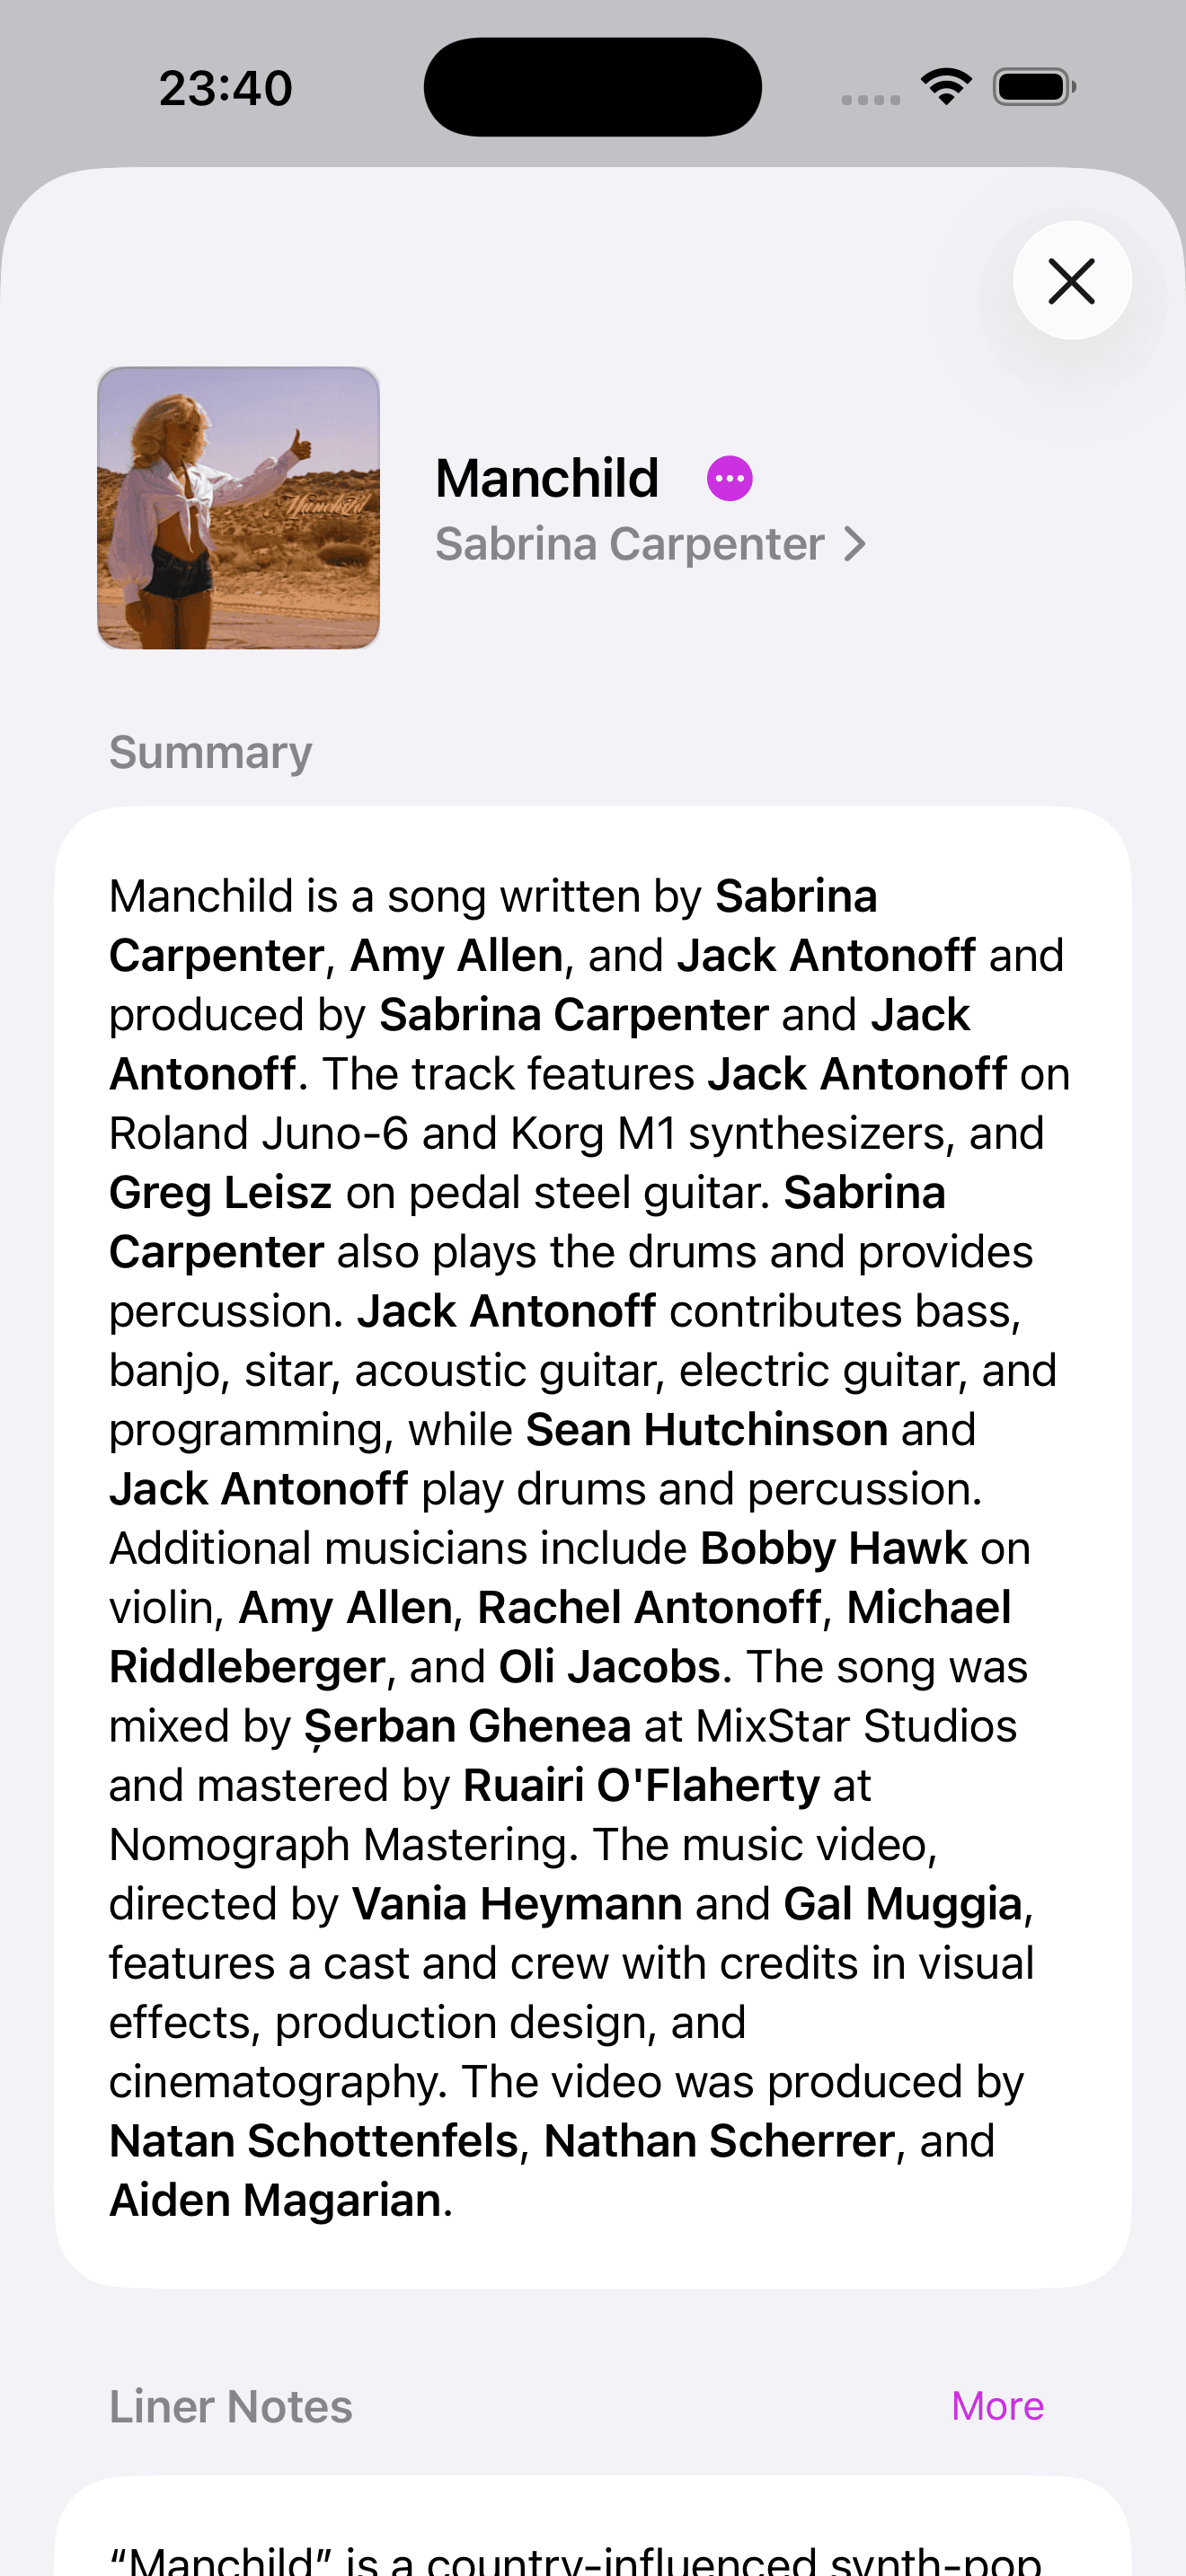 23:40
Manchild
Manchild
Sabrina Carpenter
Summary
Manchild is a song written by Sabrina
Carpenter, Amy Allen, and Jack Antonoff and
produced by Sabrina Carpenter and Jack
Antonoff. The track features Jack Antonoff on
Roland Juno-6 and Korg M1 synthesizers, and
Greg Leisz on pedal steel guitar. Sabrina
Carpenter also plays the drums and provides
percussion. Jack Antonoff contributes bass,
banjo, sitar, acoustic guitar, electric guitar, and
programming, while Sean Hutchinson and
Jack Antonoff play drums and percussion.
Additional musicians include Bobby Hawk on
violin, Amy Allen, Rachel Antonoff, Michael
Riddleberger, and Oli Jacobs. The song was
mixed by Șerban Ghenea at MixStar Studios
and mastered by Ruairi O'Flaherty at
Nomograph Mastering. The music video,
directed by Vania Heymann and Gal Muggia,
features a cast and crew with credits in visual
effects, production design, and
cinematography. The video was produced by
Natan Schottenfels, Nathan Scherrer, and
Aiden Magarian.
Liner Notes
More
“Manchild” is a country-influenced synth-pop